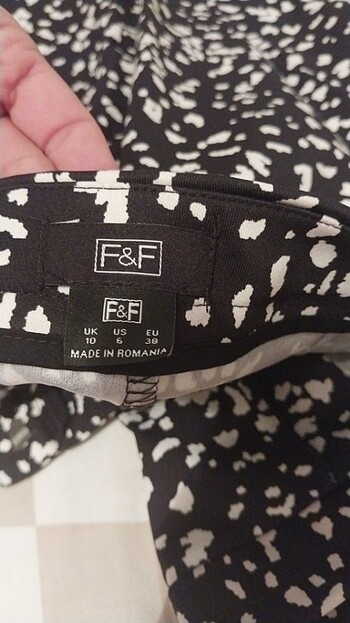 F&F
F&F
UK US EU
10 6 38
MADE IN ROMANIA